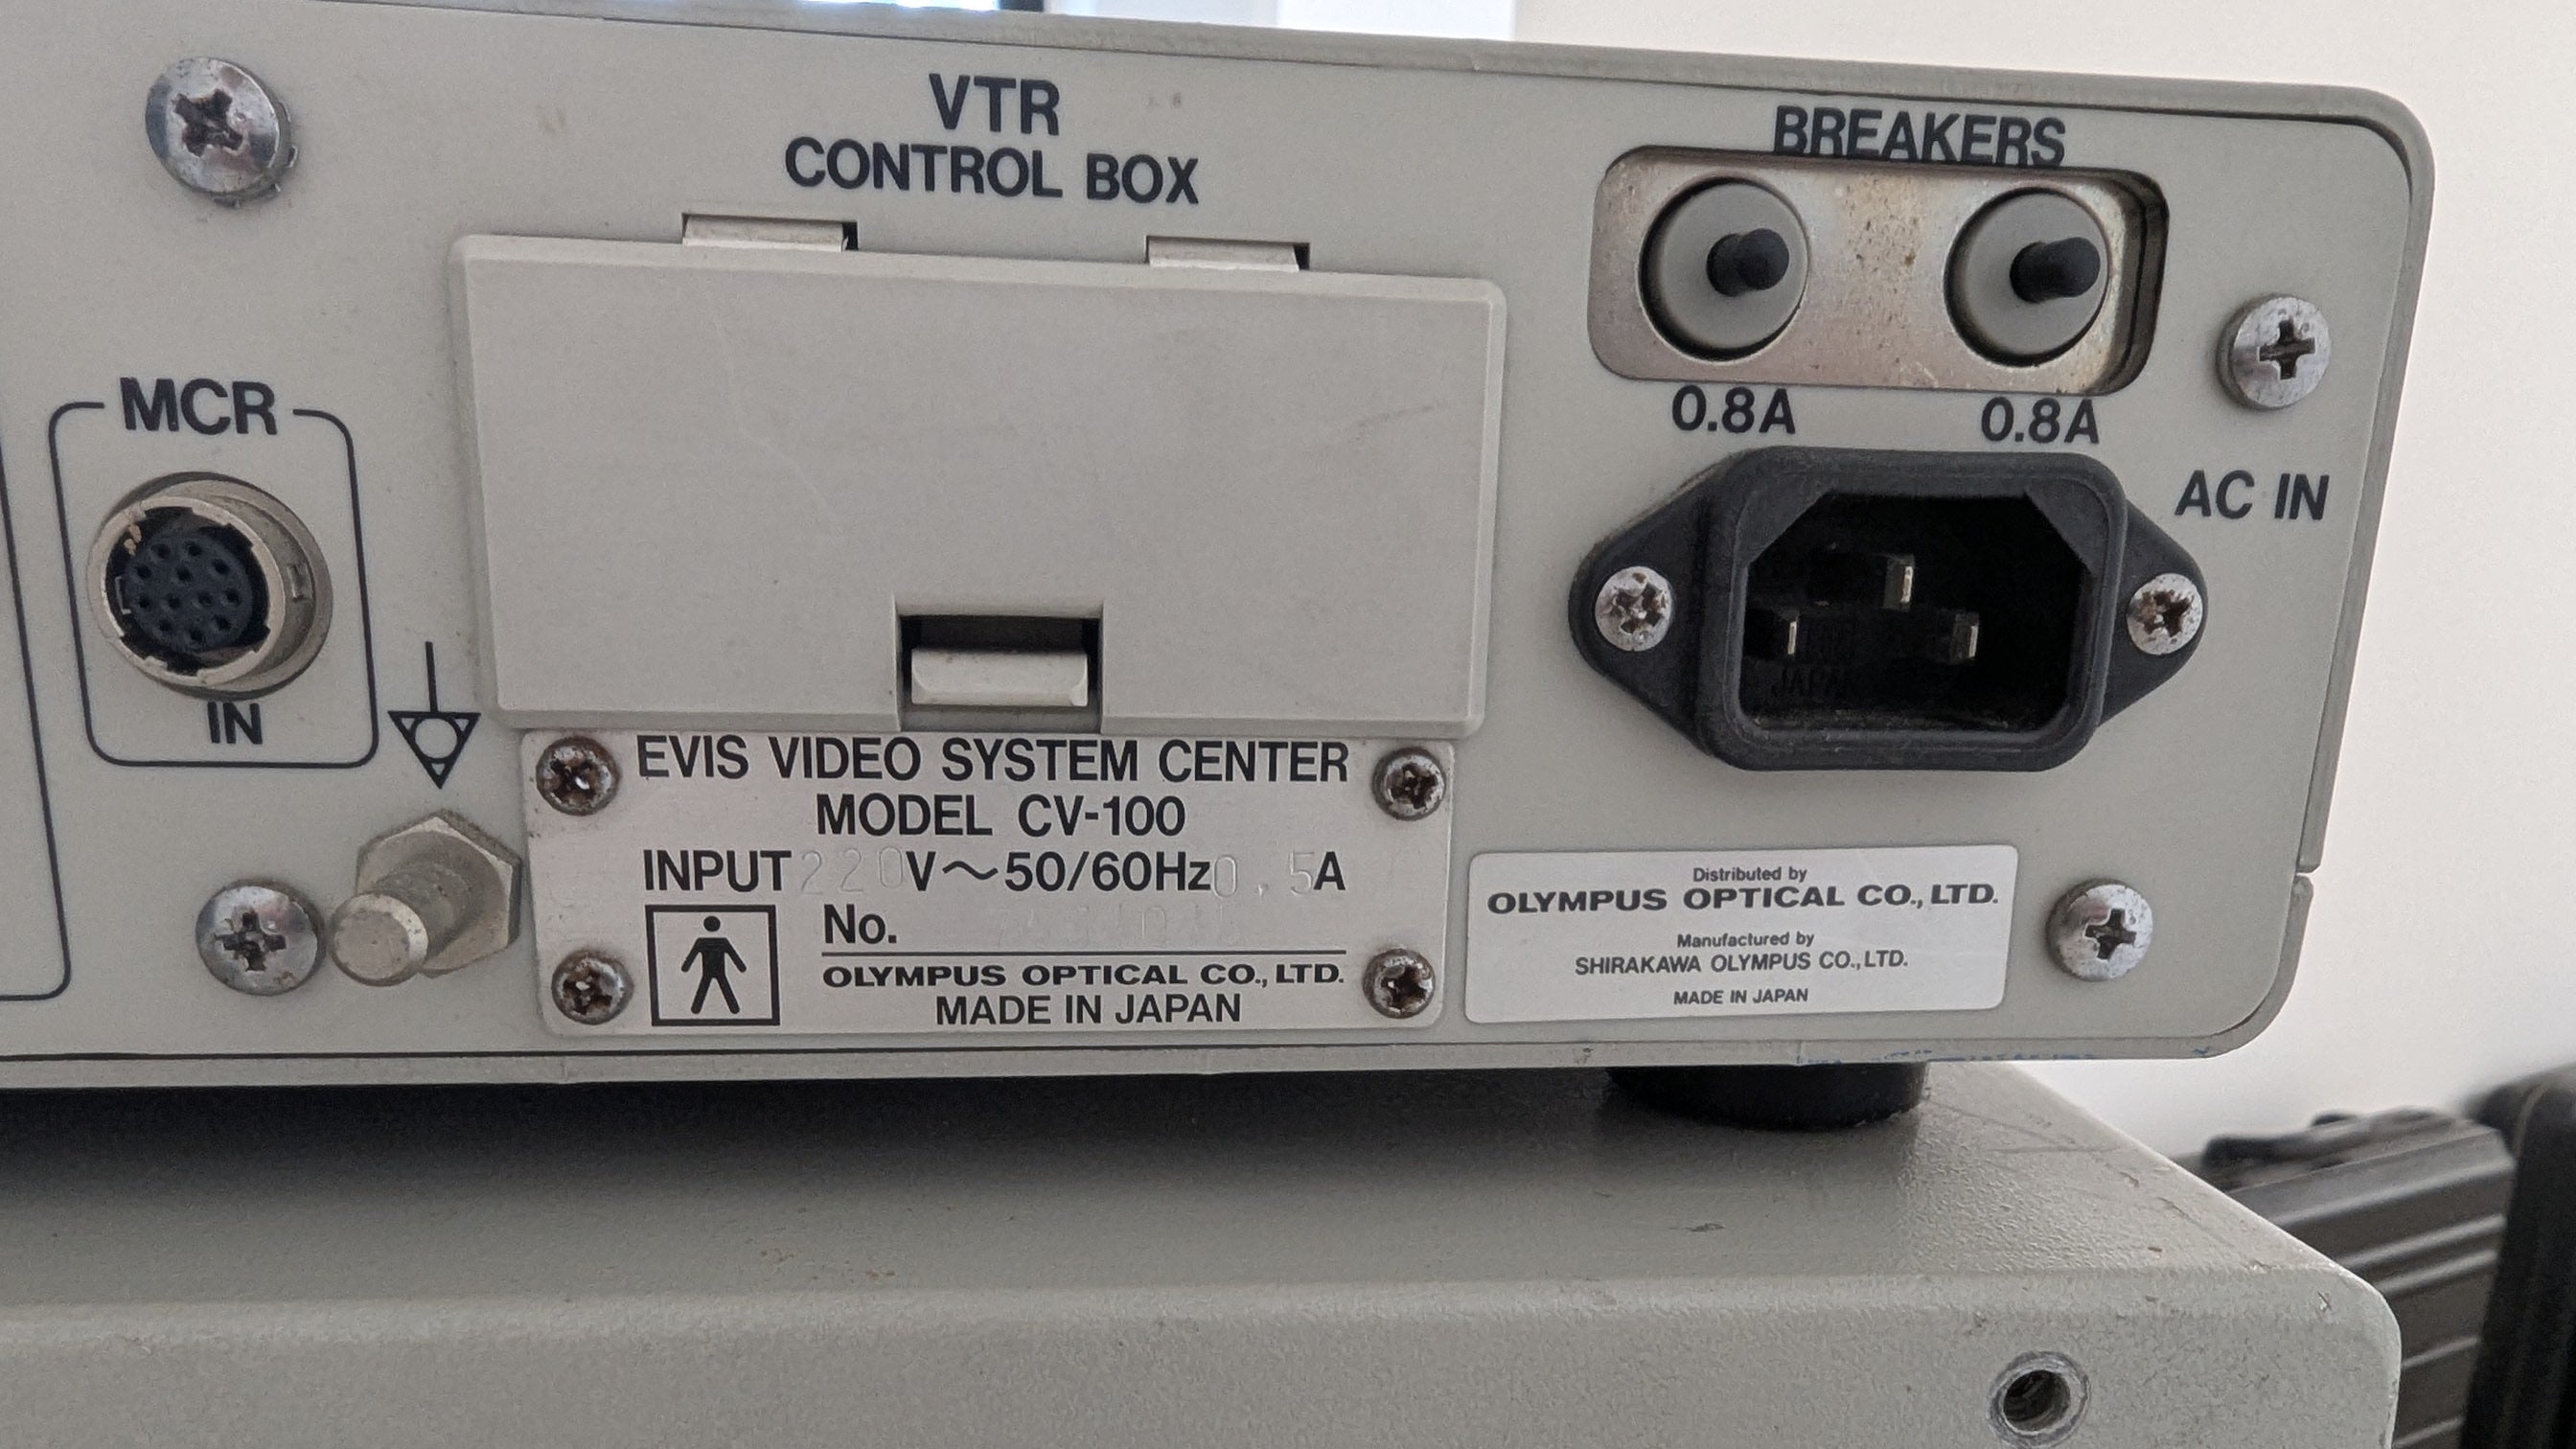 VTR
CONTROL BOX
BREAKERS
0.8A 0.8A
AC IN
MCR
IN
JAPAN
EVIS VIDEO SYSTEM CENTER
MODEL CV-100
INPUT 220V～50/60Hz 0.5A
No.
OLYMPUS OPTICAL CO., LTD.
MADE IN JAPAN
Distributed by
OLYMPUS OPTICAL CO., LTD.
Manufactured by
SHIRAKAWA OLYMPUS CO., LTD.
MADE IN JAPAN